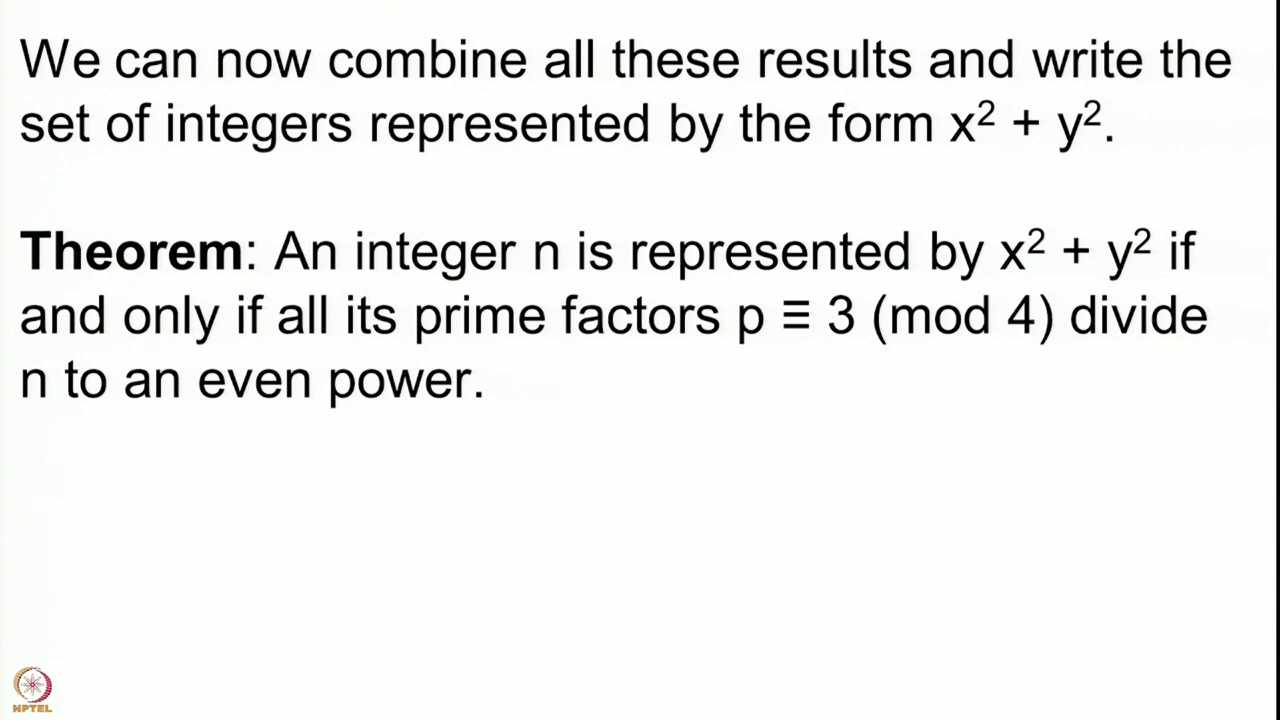 We can now combine all these results and write the
set of integers represented by the form x² + y².
Theorem: An integer n is represented by x² + y² if
and only if all its prime factors p ≡ 3 (mod 4) divide
n to an even power.
NPTEL